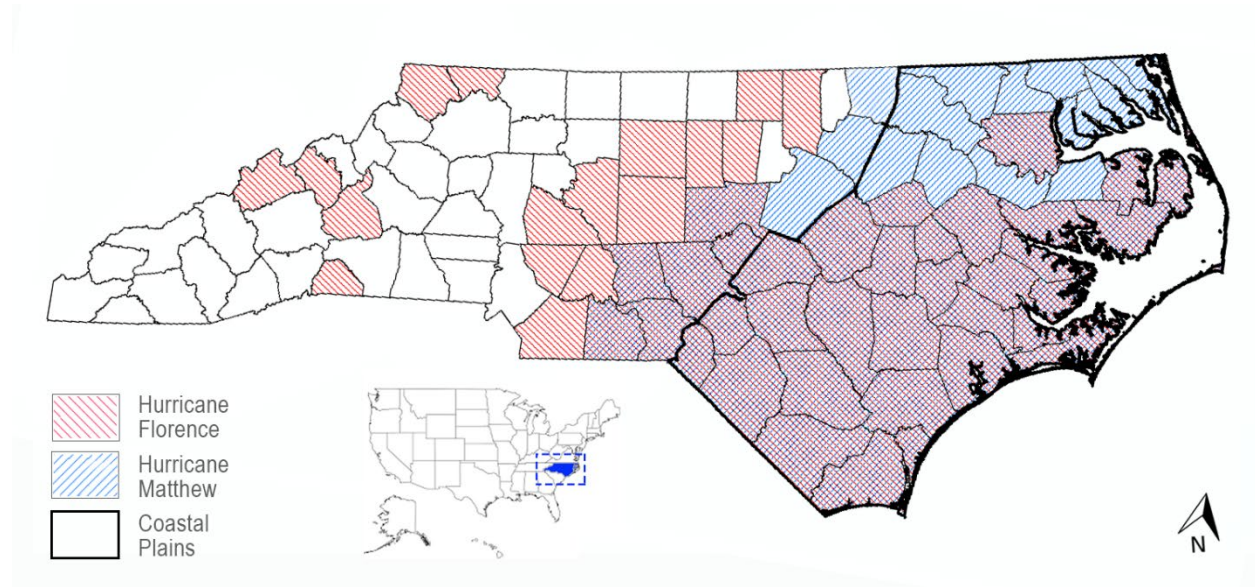 Hurricane
Florence
Hurricane
Matthew
Coastal
Plains
N